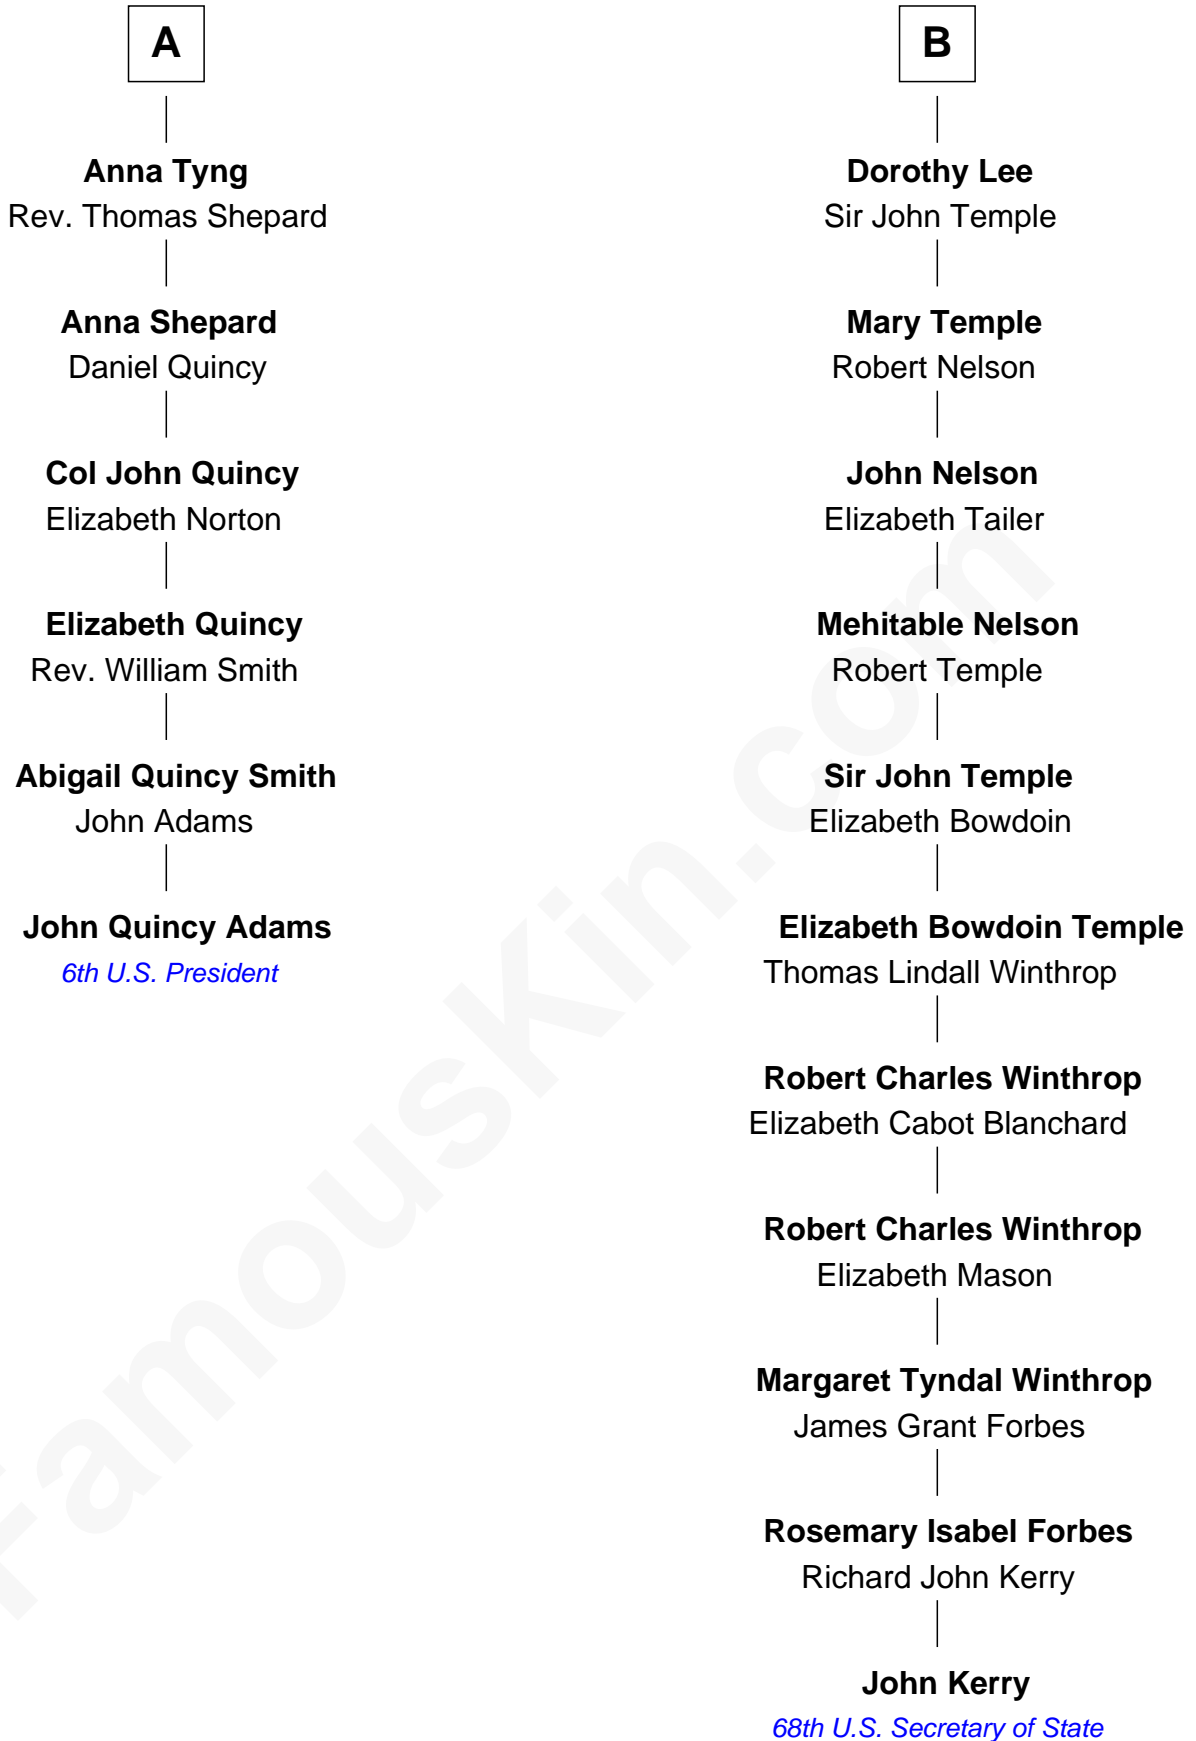 A
Anna Tyng
Rev. Thomas Shepard
Anna Shepard
Daniel Quincy
Col John Quincy
Elizabeth Norton
Elizabeth Quincy
Rev. William Smith
Abigail Quincy Smith
John Adams
John Quincy Adams
6th U.S. President
B
Dorothy Lee
Sir John Temple
Mary Temple
Robert Nelson
John Nelson
Elizabeth Tailer
Mehitable Nelson
Robert Temple
Sir John Temple
Elizabeth Bowdoin
Elizabeth Bowdoin Temple
Thomas Lindall Winthrop
Robert Charles Winthrop
Elizabeth Cabot Blanchard
Robert Charles Winthrop
Elizabeth Mason
Margaret Tyndal Winthrop
James Grant Forbes
Rosemary Isabel Forbes
Richard John Kerry
John Kerry
68th U.S. Secretary of State
FamousKin.com